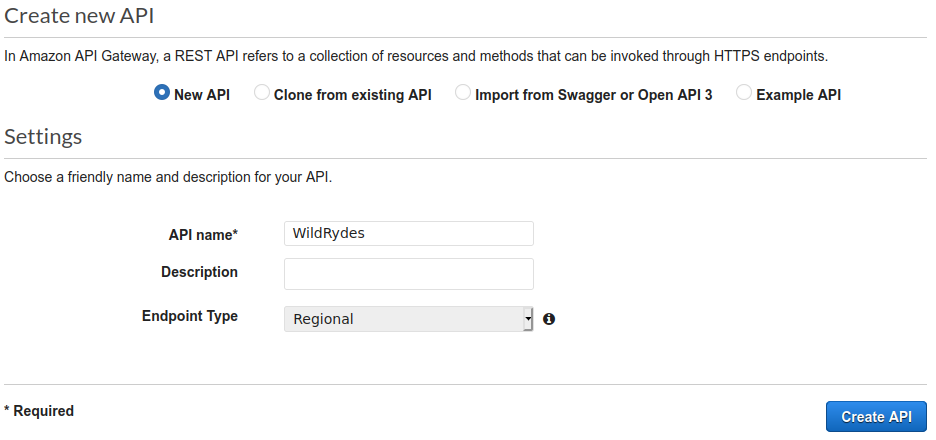 Create new API
In Amazon API Gateway, a REST API refers to a collection of resources and methods that can be invoked through HTTPS endpoints.
New API Clone from existing API Import from Swagger or Open API 3 Example API
Settings
Choose a friendly name and description for your API.
API name* WildRydes
Description
Endpoint Type Regional
* Required Create API